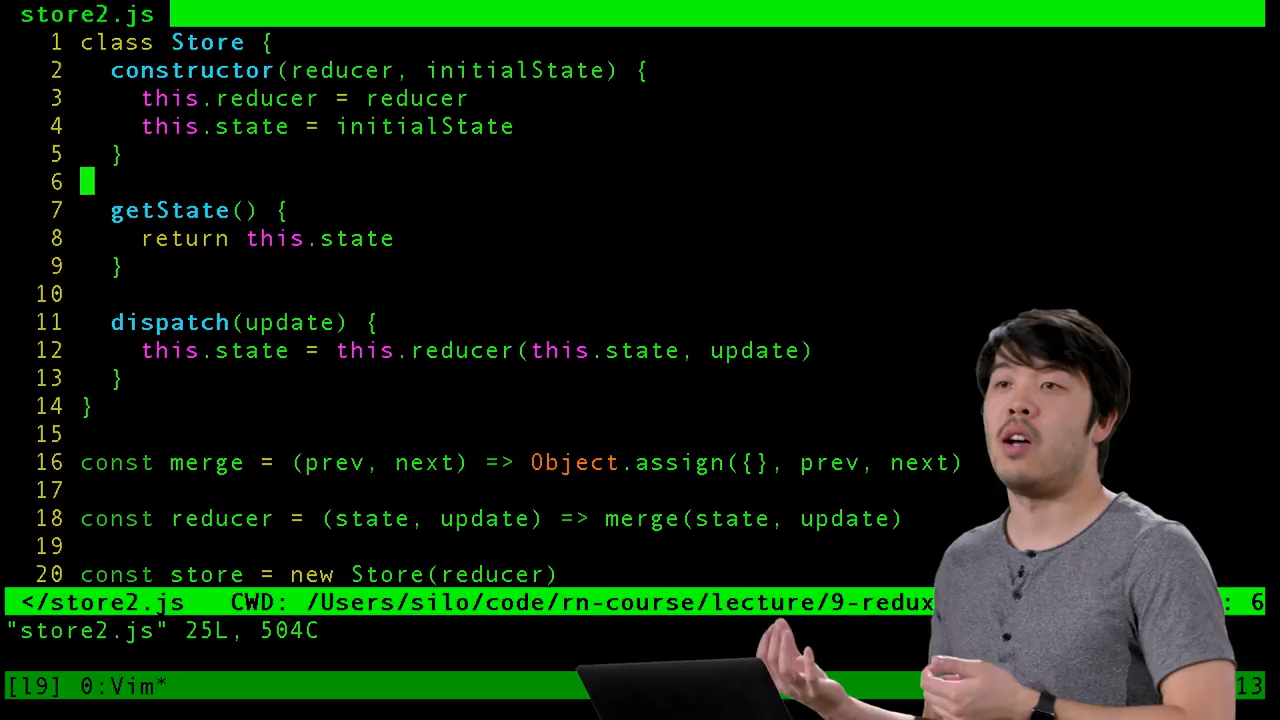 store2.js
1 class Store {
2   constructor(reducer, initialState) {
3     this.reducer = reducer
4     this.state = initialState
5   }
6
7   getState() {
8     return this.state
9   }
10
11   dispatch(update) {
12     this.state = this.reducer(this.state, update)
13   }
14 }
15
16 const merge = (prev, next) => Object.assign({}, prev, next)
17
18 const reducer = (state, update) => merge(state, update)
19
20 const store = new Store(reducer)
</store2.js   CWD: /Users/silo/code/rn-course/lecture/9-redux : 6
"store2.js" 25L, 504C
[l9] 0:Vim* 13